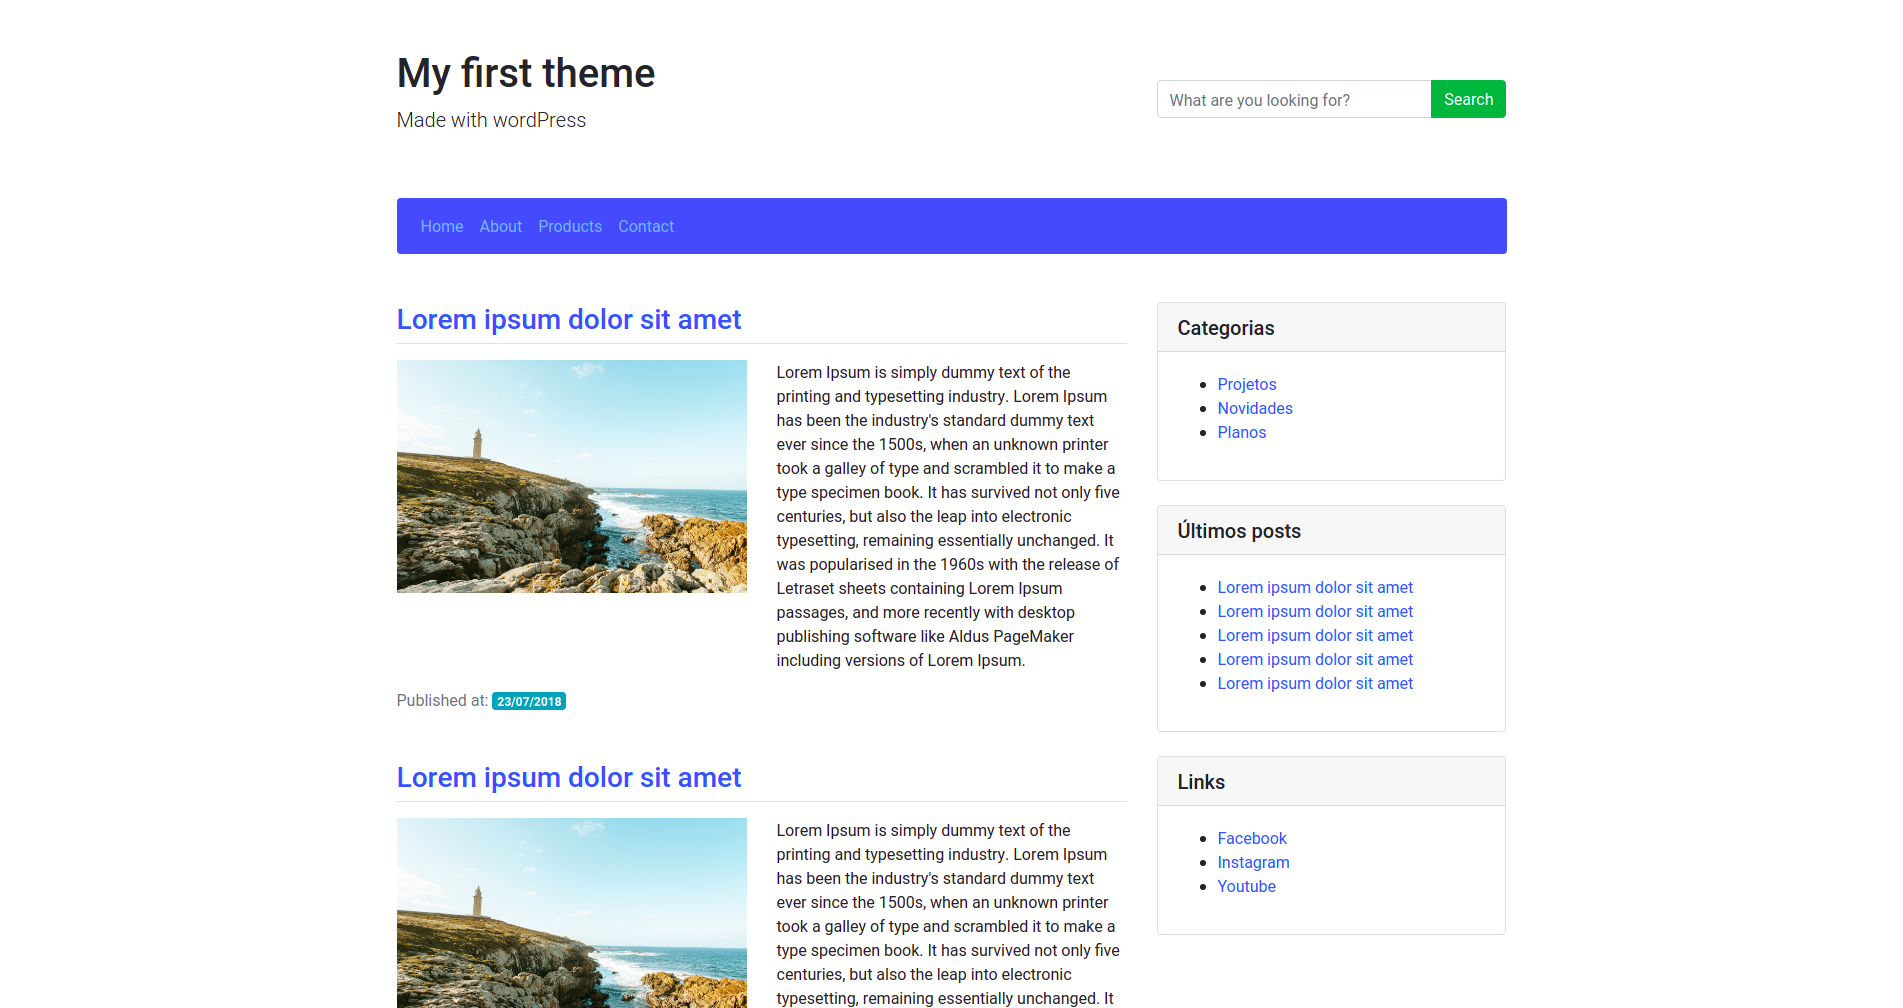 My first theme
Made with wordPress
What are you looking for?
Search
Home
About
Products
Contact
Lorem ipsum dolor sit amet
Lorem Ipsum is simply dummy text of the
printing and typesetting industry. Lorem Ipsum
has been the industry's standard dummy text
ever since the 1500s, when an unknown printer
took a galley of type and scrambled it to make a
type specimen book. It has survived not only five
centuries, but also the leap into electronic
typesetting, remaining essentially unchanged. It
was popularised in the 1960s with the release of
Letraset sheets containing Lorem Ipsum
passages, and more recently with desktop
publishing software like Aldus PageMaker
including versions of Lorem Ipsum.
Published at: 23/07/2018
Lorem ipsum dolor sit amet
Lorem Ipsum is simply dummy text of the
printing and typesetting industry. Lorem Ipsum
has been the industry's standard dummy text
ever since the 1500s, when an unknown printer
took a galley of type and scrambled it to make a
type specimen book. It has survived not only five
centuries, but also the leap into electronic
typesetting, remaining essentially unchanged. It
Categorias
Projetos
Novidades
Planos
Últimos posts
Lorem ipsum dolor sit amet
Lorem ipsum dolor sit amet
Lorem ipsum dolor sit amet
Lorem ipsum dolor sit amet
Lorem ipsum dolor sit amet
Links
Facebook
Instagram
Youtube